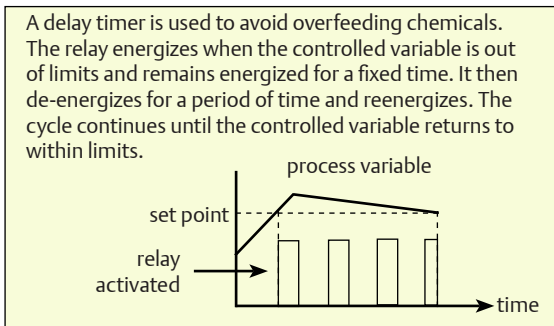 A delay timer is used to avoid overfeeding chemicals.
The relay energizes when the controlled variable is out
of limits and remains energized for a fixed time. It then
de-energizes for a period of time and reenergizes. The
cycle continues until the controlled variable returns to
within limits.
process variable
set point
relay
activated
time